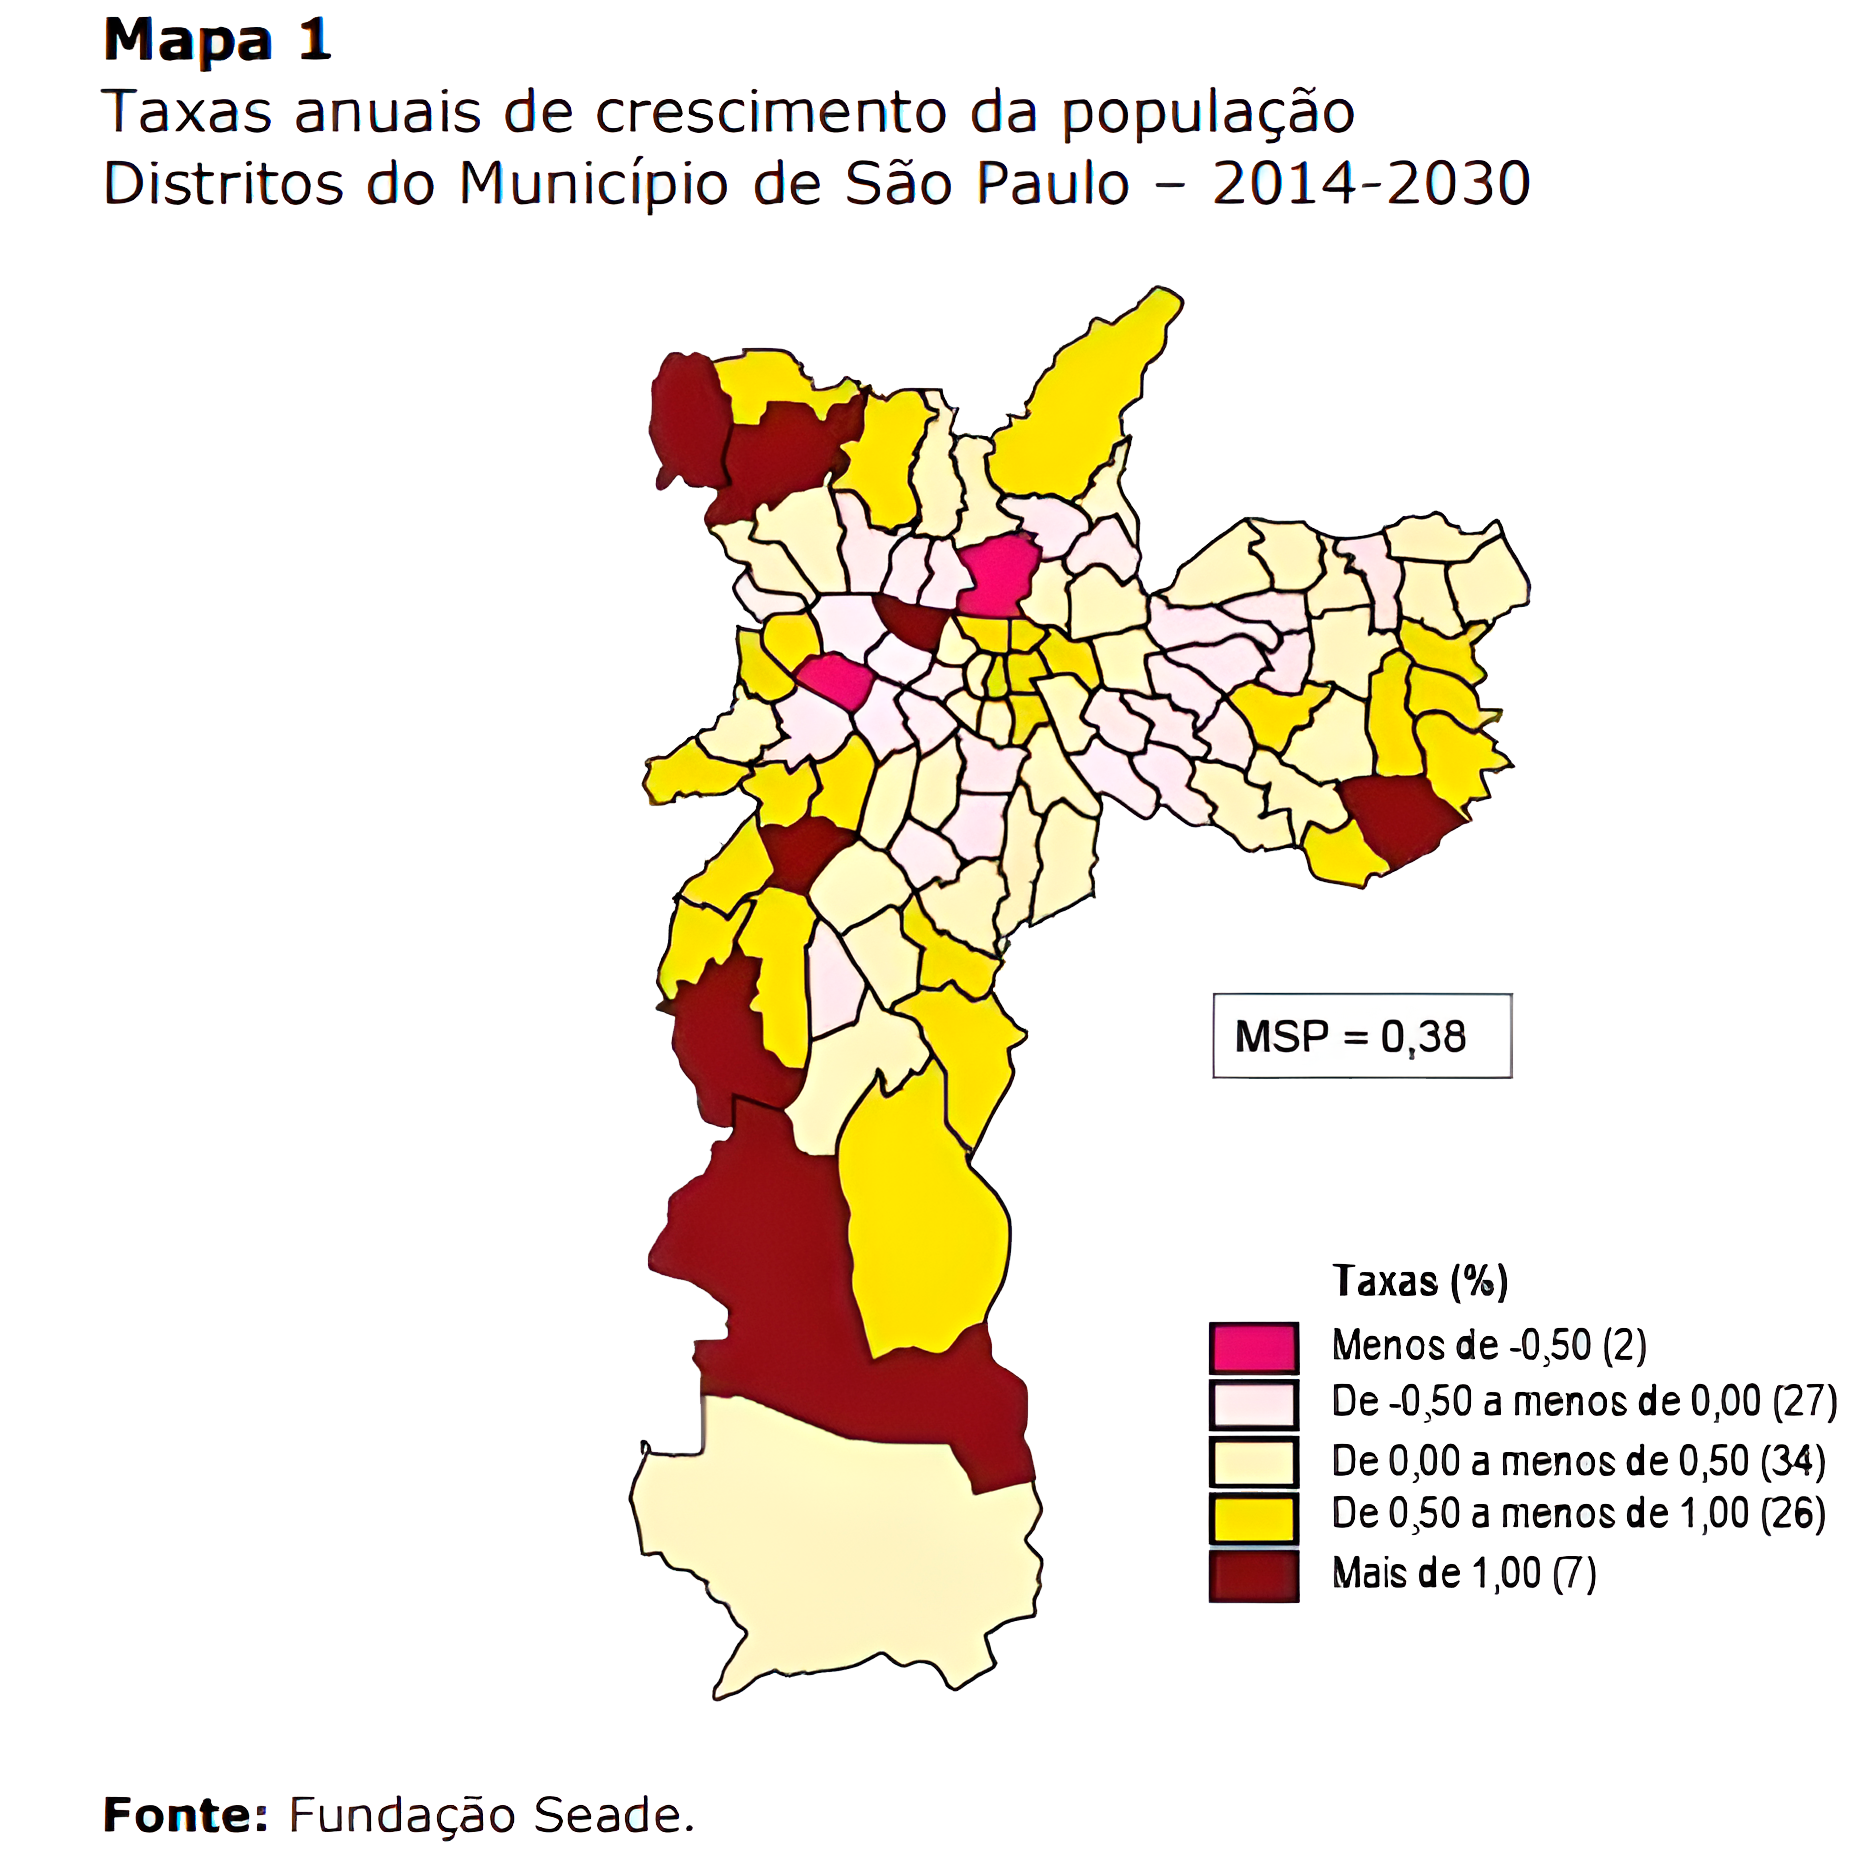 Mapa 1
Taxas anuais de crescimento da população
Distritos do Município de São Paulo – 2014-2030
MSP = 0,38
Taxas (%)
Menos de -0,50 (2)
De -0,50 a menos de 0,00 (27)
De 0,00 a menos de 0,50 (34)
De 0,50 a menos de 1,00 (26)
Mais de 1,00 (7)
Fonte: Fundação Seade.